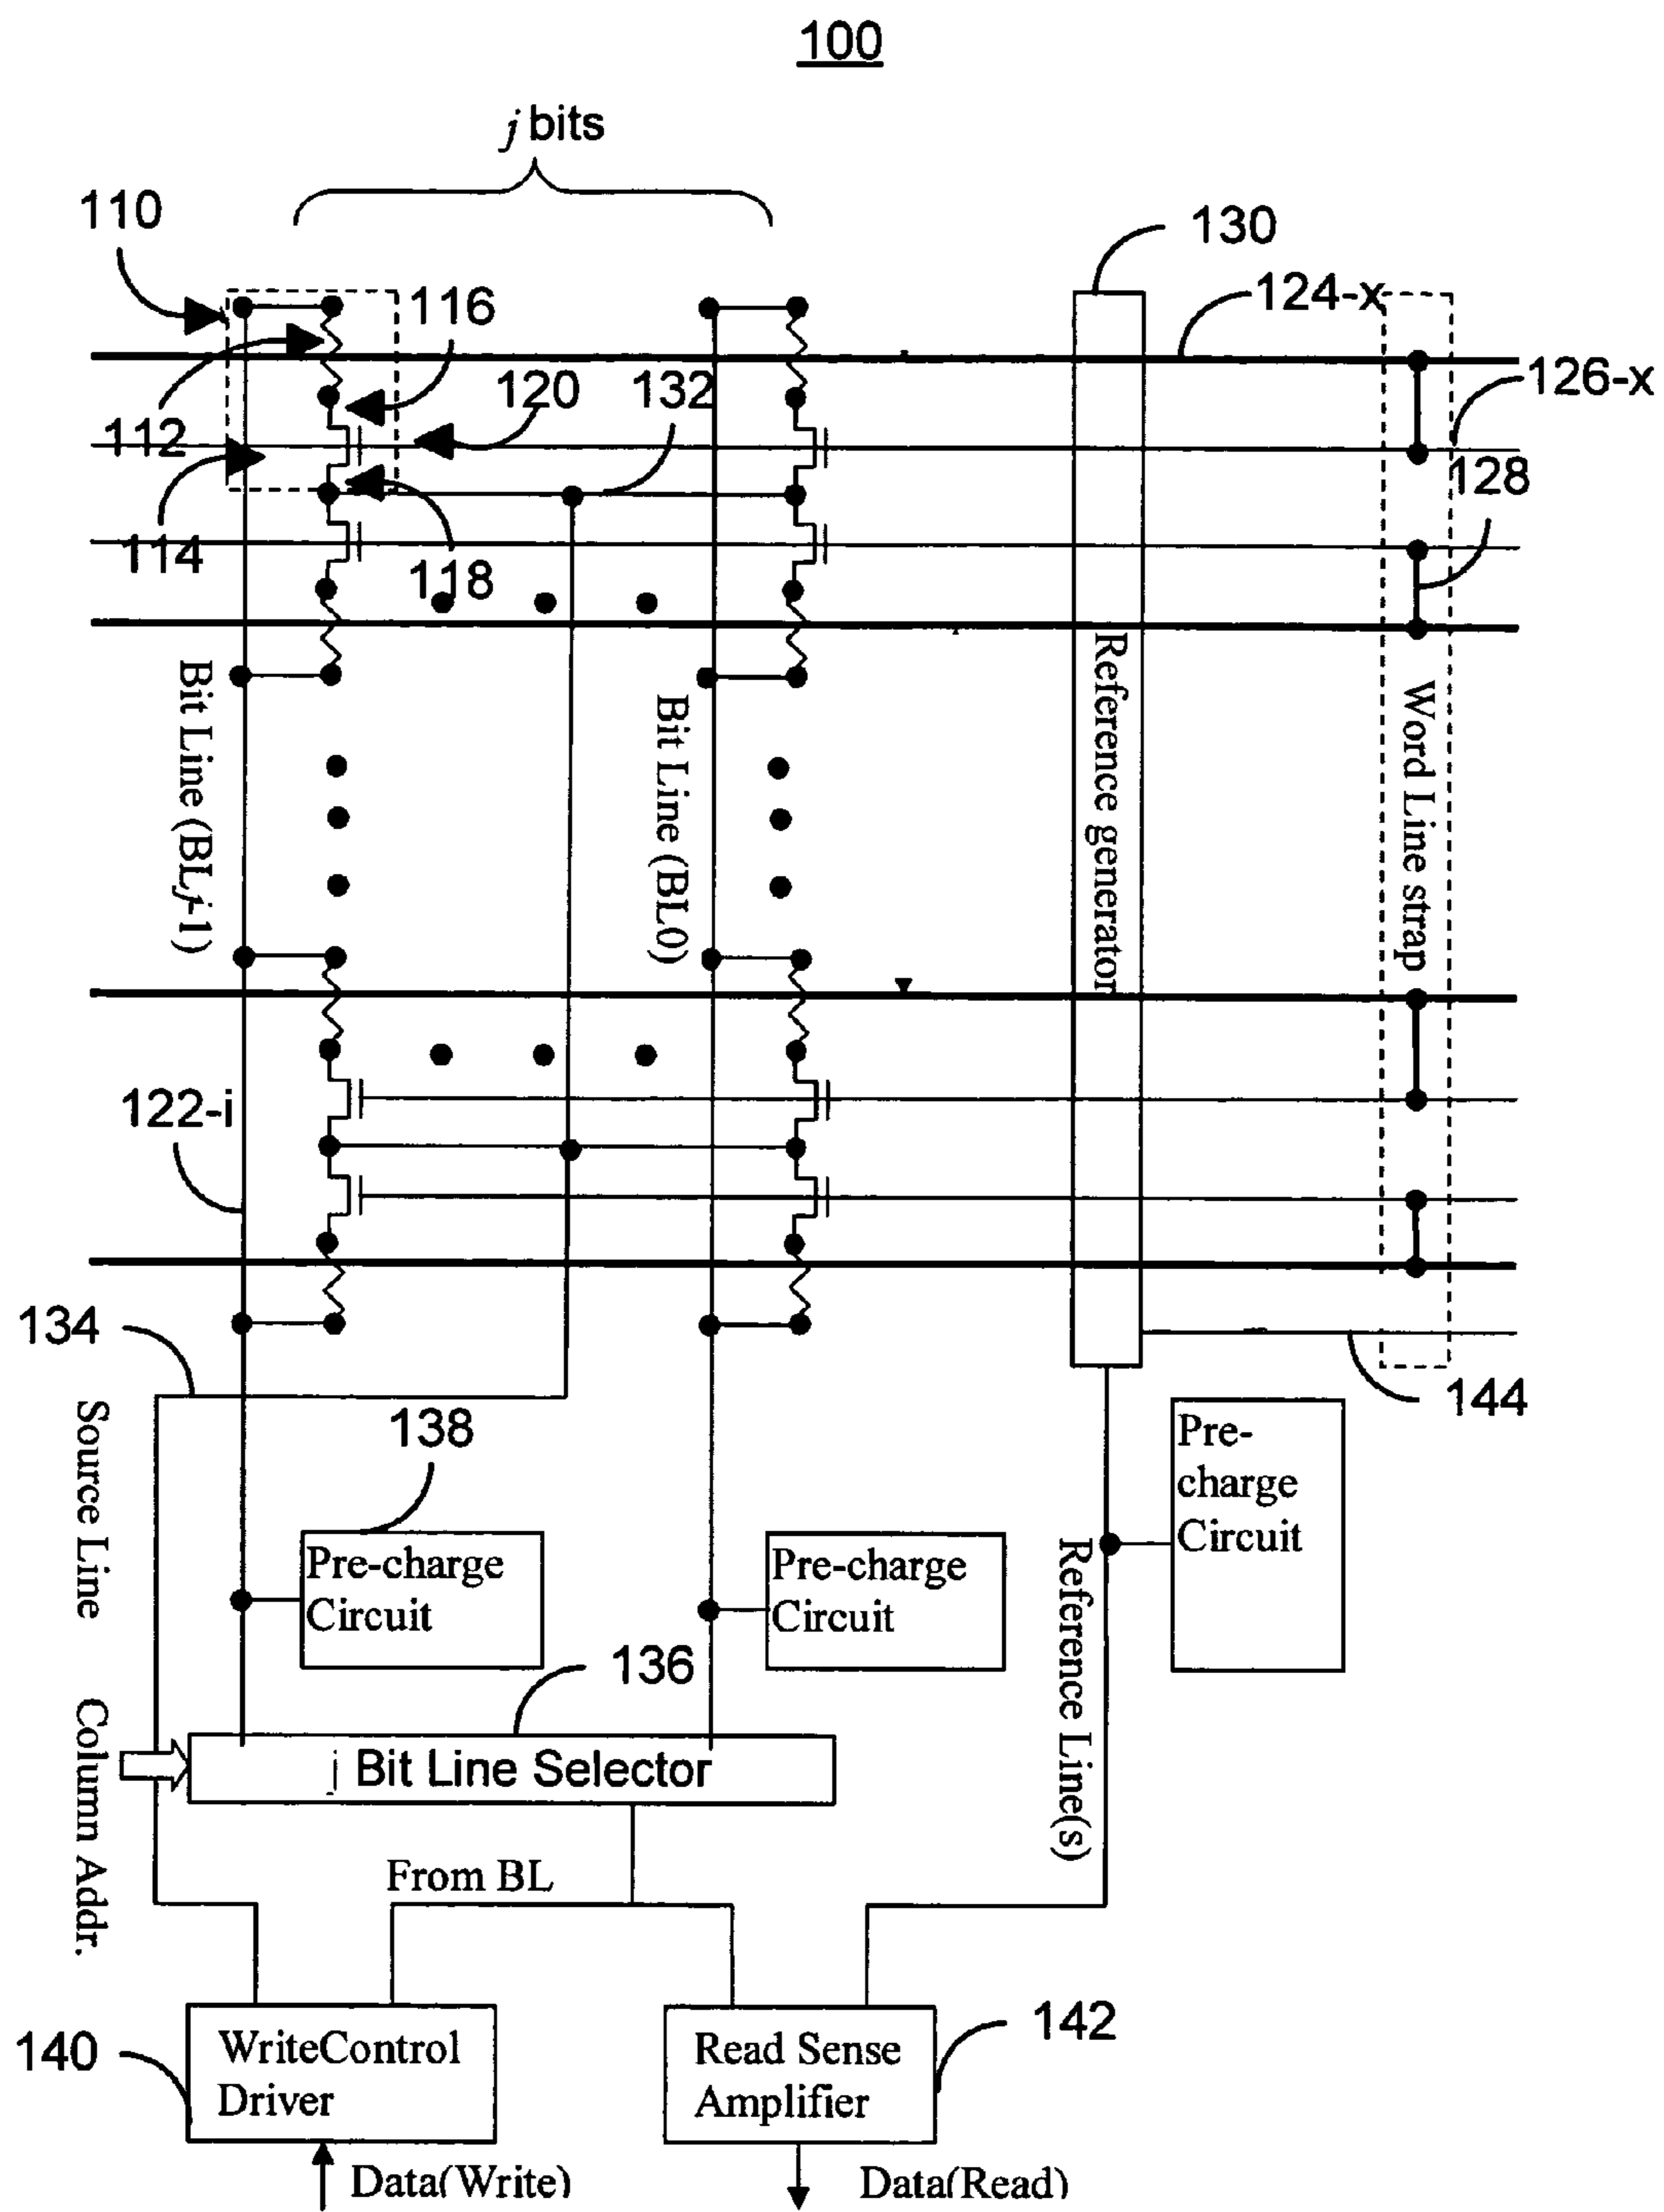 100
j bits
110
130
116
124-x
112
120
132
126-x
128
114
118
Bit Line (BLj-1)
Bit Line (BL0)
Reference generator
Word Line strap
122-i
134
144
Source Line
138
Pre-charge
Circuit
Pre-charge
Circuit
Pre-
charge
Circuit
Reference Line(s)
136
Column Addr.
j Bit Line Selector
From BL
140
WriteControl
Driver
Read Sense
Amplifier
142
Data(Write)
Data(Read)